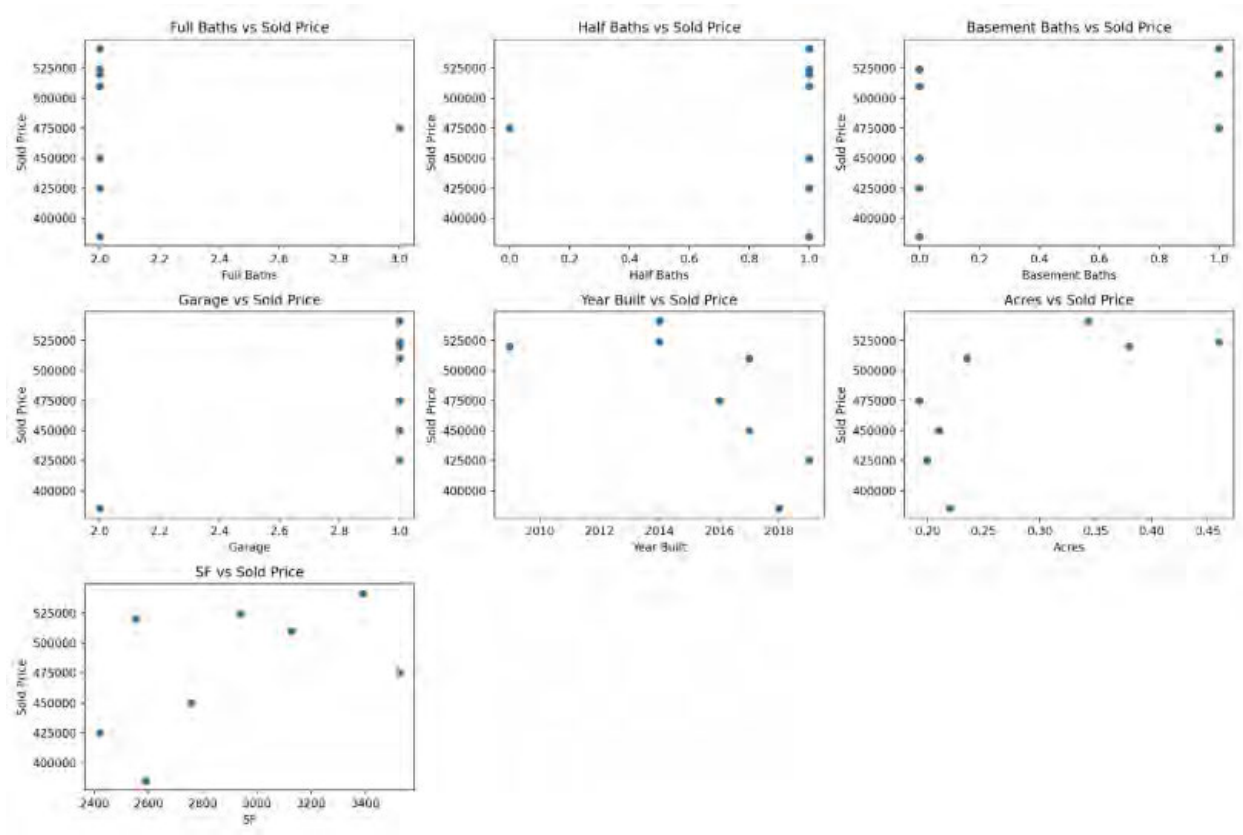 Full Baths vs Sold Price
Sold Price
525000
500000
475000
450000
425000
400000
2.0 2.2 2.4 2.6 2.8 3.0
Full Baths
Half Baths vs Sold Price
Sold Price
525000
500000
475000
450000
425000
400000
0.0 0.2 0.4 0.6 0.8 1.0
Half Baths
Basement Baths vs Sold Price
Sold Price
525000
500000
475000
450000
425000
400000
0.0 0.2 0.4 0.6 0.8 1.0
Basement Baths
Garage vs Sold Price
Sold Price
525000
500000
475000
450000
425000
400000
2.0 2.2 2.4 2.6 2.8 3.0
Garage
Year Built vs Sold Price
Sold Price
525000
500000
475000
450000
425000
400000
2010 2012 2014 2016 2018
Year Built
Acres vs Sold Price
Sold Price
525000
500000
475000
450000
425000
400000
0.20 0.25 0.30 0.35 0.40 0.45
Acres
SF vs Sold Price
Sold Price
525000
500000
475000
450000
425000
400000
2400 2600 2800 3000 3200 3400
SF